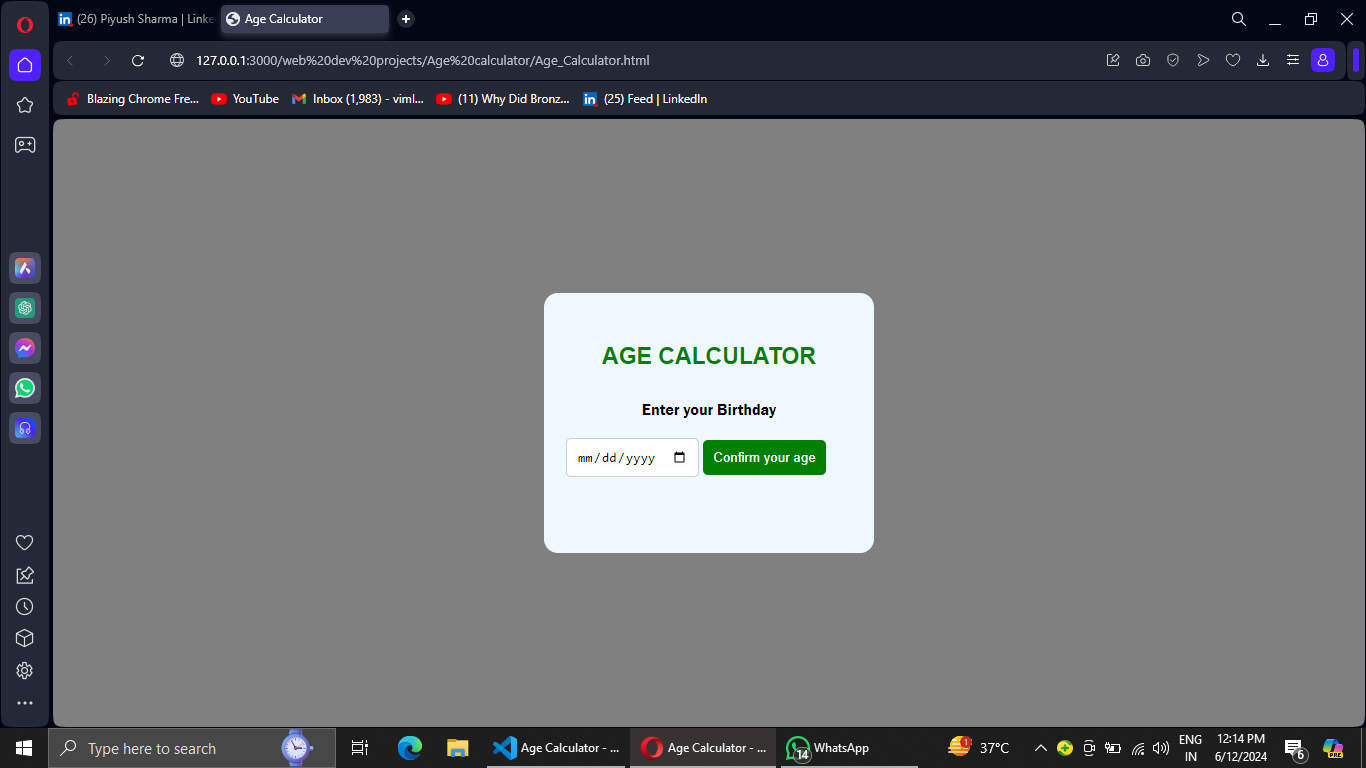 (26) Piyush Sharma | Linke
Age Calculator
127.0.0.1:3000/web%20dev%20projects/Age%20calculator/Age_Calculator.html
Blazing Chrome Fre...
YouTube
Inbox (1,983) - viml...
(11) Why Did Bronz...
(25) Feed | LinkedIn
AGE CALCULATOR
Enter your Birthday
mm/dd/yyyy
Confirm your age
Type here to search
Age Calculator - ...
Age Calculator - ...
14
WhatsApp
1
37°C
ENG
IN
12:14 PM
6/12/2024
6
PRE